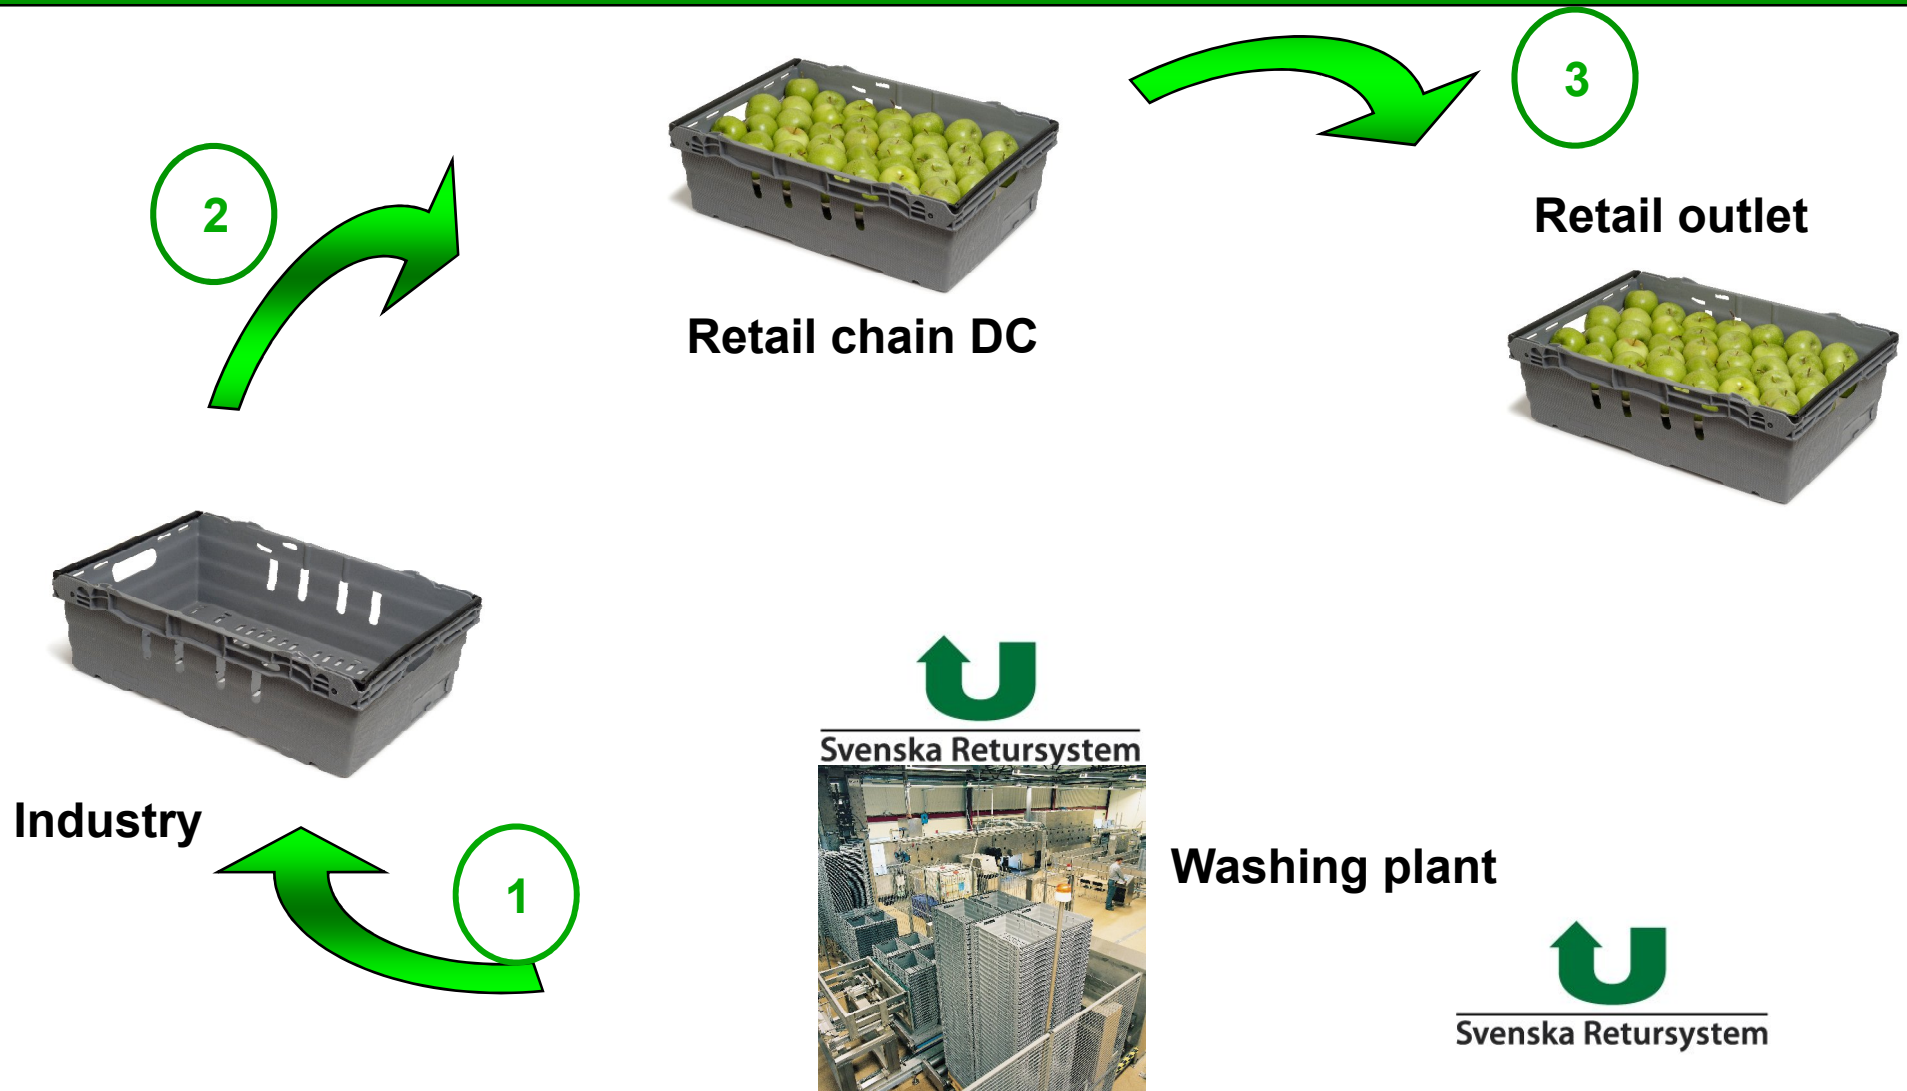 3
2
Retail outlet
Retail chain DC
Svenska Retursystem
Industry
1
Washing plant
Svenska Retursystem